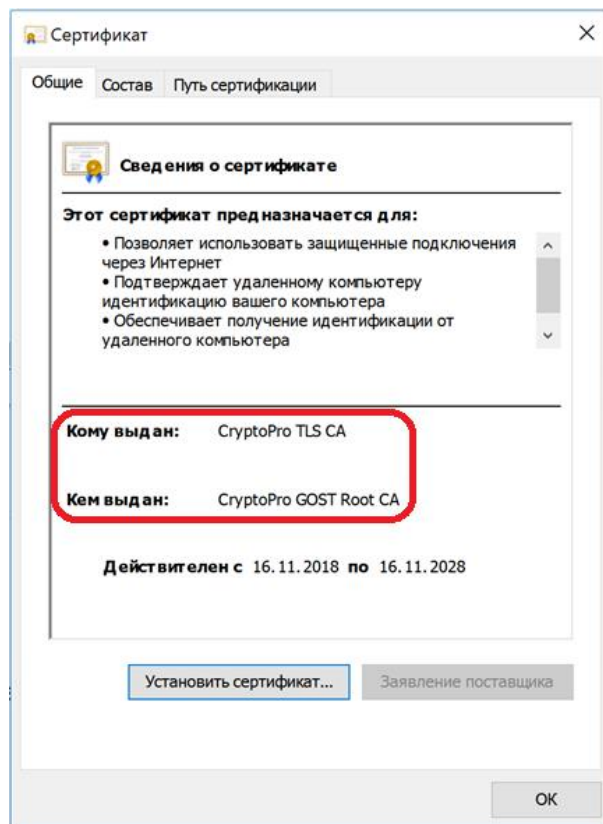 Сертификат
Общие Состав Путь сертификации
Сведения о сертификате
Этот сертификат предназначается для:
• Позволяет использовать защищенные подключения
через Интернет
• Подтверждает удаленному компьютеру
идентификацию вашего компьютера
• Обеспечивает получение идентификации от
удаленного компьютера
Кому выдан: CryptoPro TLS CA
Кем выдан: CryptoPro GOST Root CA
Действителен с 16.11.2018 по 16.11.2028
Установить сертификат... Заявление поставщика
ОК